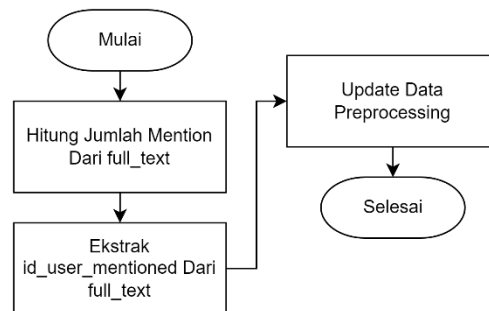 Mulai
Hitung Jumlah Mention
Dari full_text
Ekstrak
id_user_mentioned Dari
full_text
Update Data
Preprocessing
Selesai